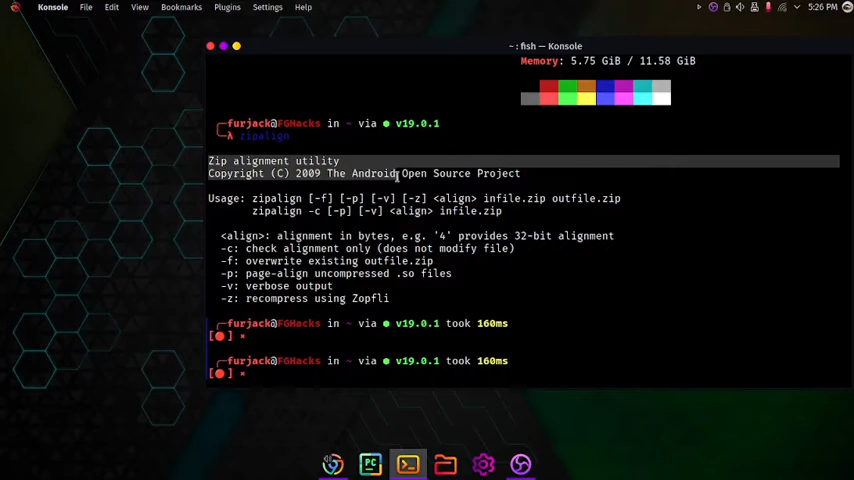 Konsole File Edit View Bookmarks Plugins Settings Help 5:26 PM
~ : fish — Konsole
Memory: 5.75 GiB / 11.58 GiB
furjack@FGHacks in ~ via ⬢ v19.0.1
λ zipalign
Zip alignment utility
Copyright (C) 2009 The Android Open Source Project
Usage: zipalign [-f] [-p] [-v] [-z] <align> infile.zip outfile.zip
zipalign -c [-p] [-v] <align> infile.zip
<align>: alignment in bytes, e.g. '4' provides 32-bit alignment
-c: check alignment only (does not modify file)
-f: overwrite existing outfile.zip
-p: page-align uncompressed .so files
-v: verbose output
-z: recompress using Zopfli
furjack@FGHacks in ~ via ⬢ v19.0.1 took 160ms
[🔴] ×
furjack@FGHacks in ~ via ⬢ v19.0.1 took 160ms
[🔴] ×
PC